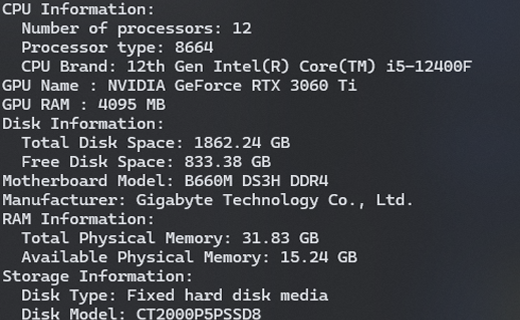 CPU Information:
Number of processors: 12
Processor type: 8664
CPU Brand: 12th Gen Intel(R) Core(TM) i5-12400F
GPU Name : NVIDIA GeForce RTX 3060 Ti
GPU RAM : 4095 MB
Disk Information:
Total Disk Space: 1862.24 GB
Free Disk Space: 833.38 GB
Motherboard Model: B660M DS3H DDR4
Manufacturer: Gigabyte Technology Co., Ltd.
RAM Information:
Total Physical Memory: 31.83 GB
Available Physical Memory: 15.24 GB
Storage Information:
Disk Type: Fixed hard disk media
Disk Model: CT2000P5PSSD8